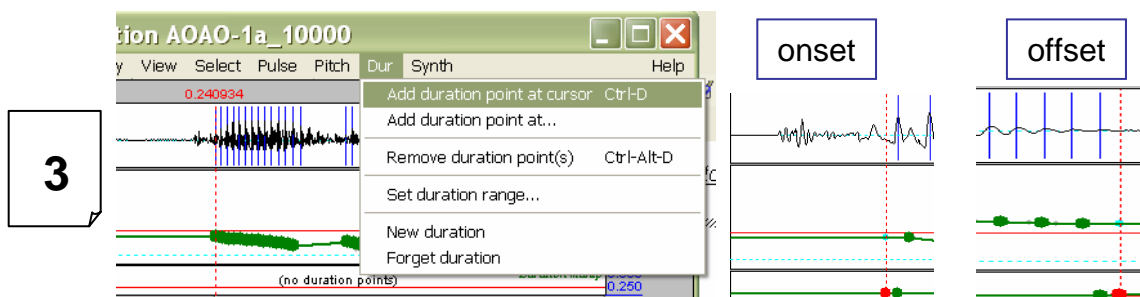 3
tion AOAO-1a_10000
y View Select Pulse Pitch Dur Synth Help
0.240934
Add duration point at cursor Ctrl-D
Add duration point at...
Remove duration point(s) Ctrl-Alt-D
Set duration range...
New duration
Forget duration
(no duration points)
0.250
onset
offset